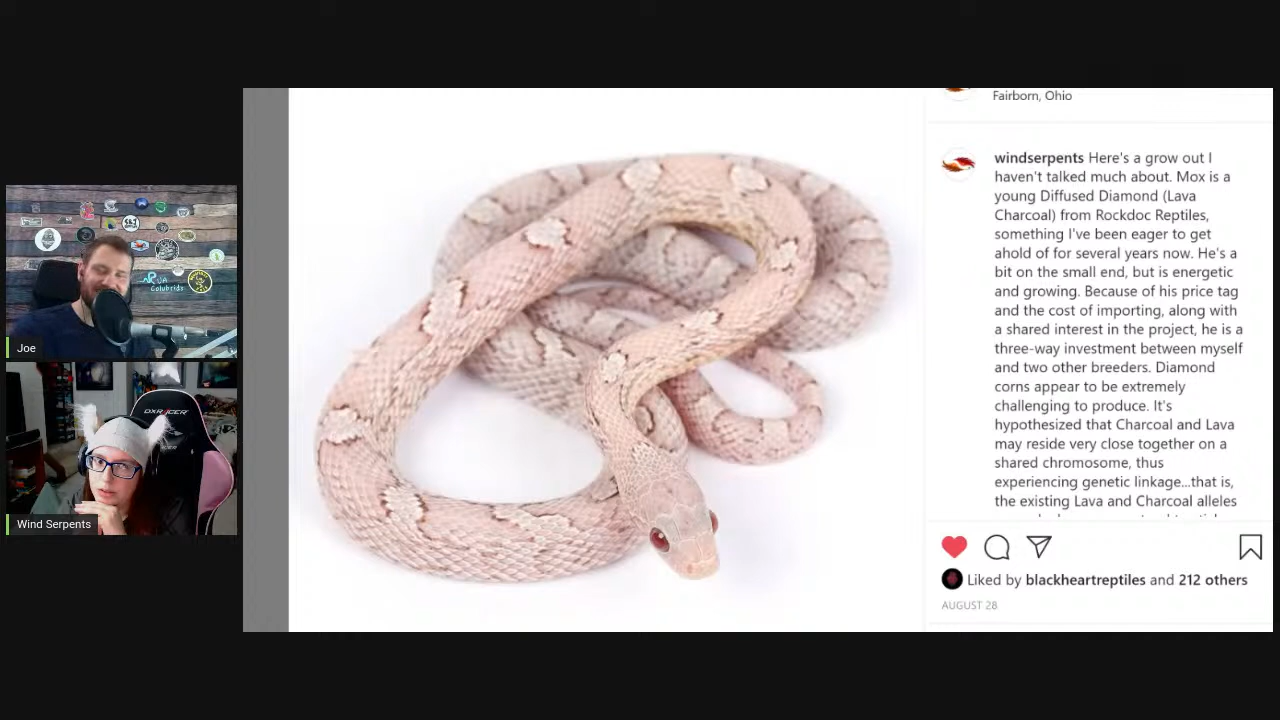 Fairborn, Ohio
windserpents Here's a grow out I
haven't talked much about. Mox is a
young Diffused Diamond (Lava
Charcoal) from Rockdoc Reptiles,
something I've been eager to get
ahold of for several years now. He's a
bit on the small end, but is energetic
and growing. Because of his price tag
and the cost of importing, along with
a shared interest in the project, he is a
three-way investment between myself
and two other breeders. Diamond
corns appear to be extremely
challenging to produce. It's
hypothesized that Charcoal and Lava
may reside very close together on a
shared chromosome, thus
experiencing genetic linkage...that is,
the existing Lava and Charcoal alleles
Liked by blackheartreptiles and 212 others
AUGUST 28
Colubrids
Joe
DXRACER
Wind Serpents